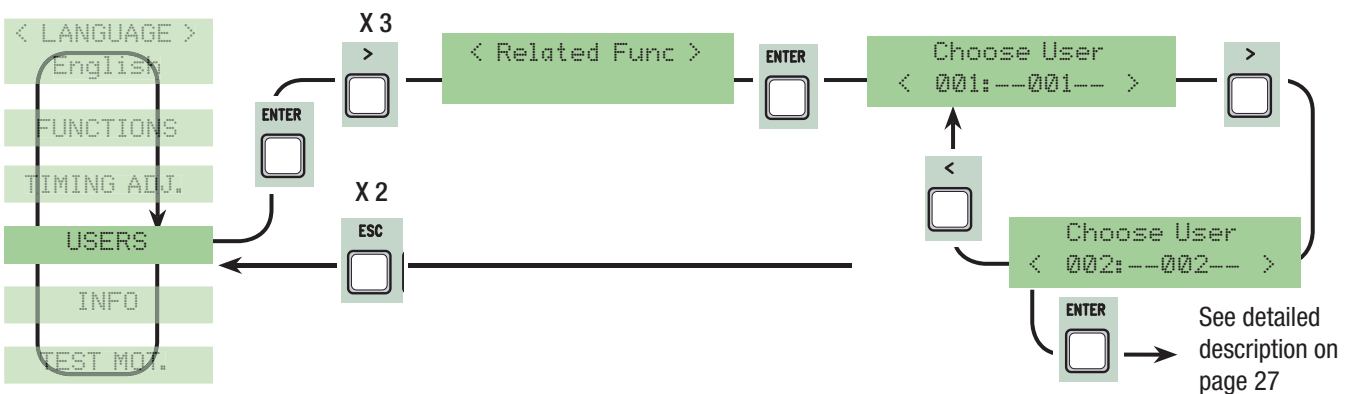 < LANGUAGE >
English
FUNCTIONS
TIMING ADJ.
USERS
INFO
TEST MOT.
ENTER
X 3
>
< Related Func >
ENTER
Choose User
< 001:--001-- >
>
<
Choose User
< 002:--002-- >
X 2
ESC
ENTER
See detailed
description on
page 27